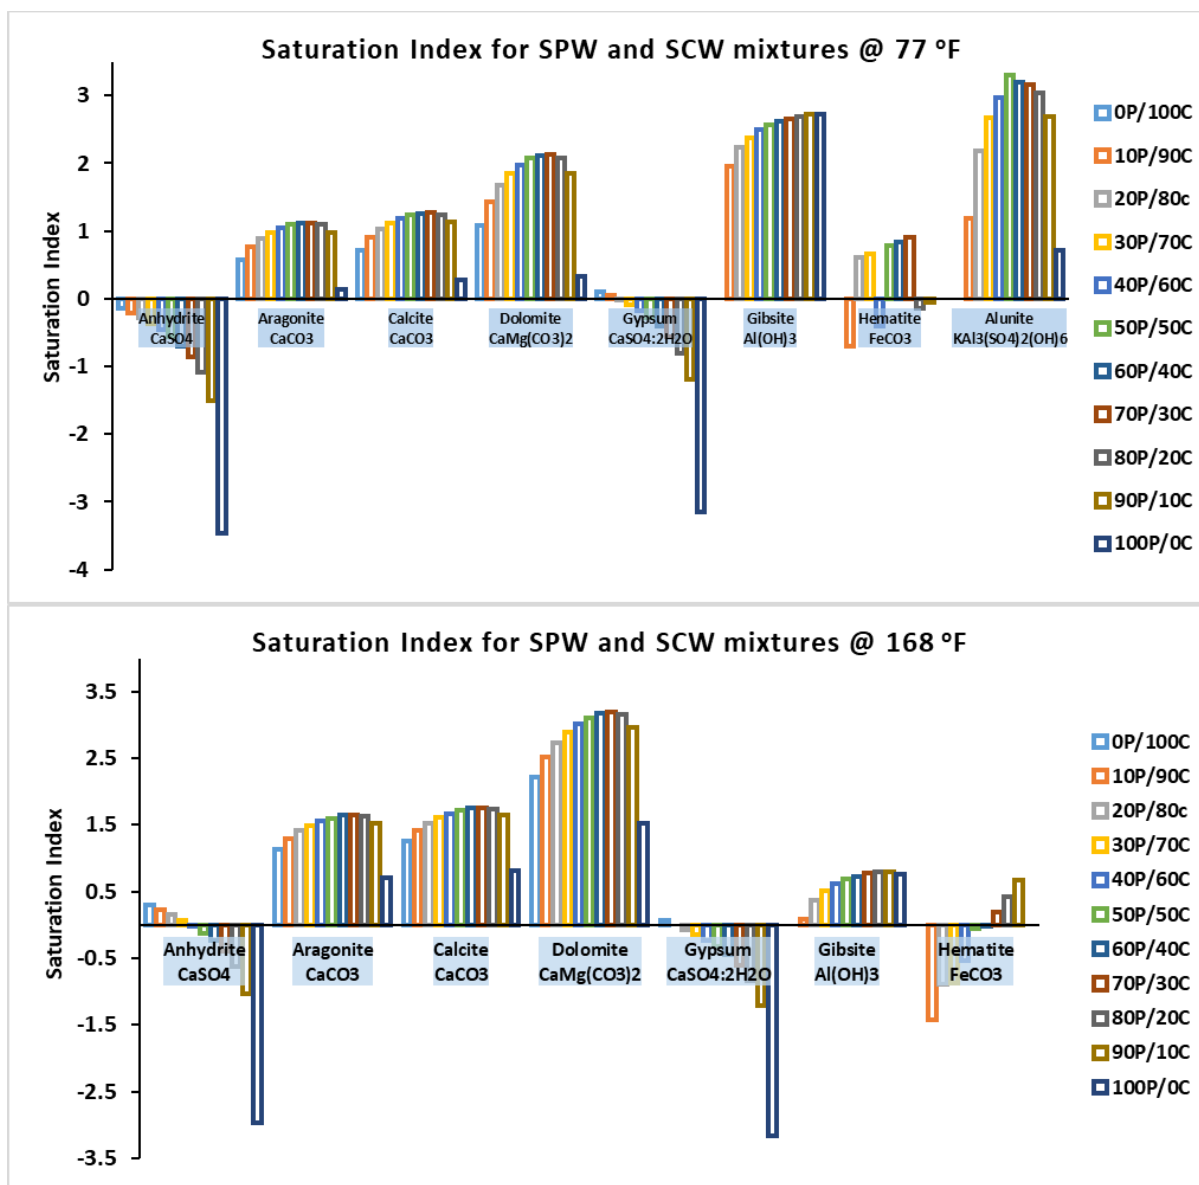 Saturation Index for SPW and SCW mixtures @ 77 ºF
Saturation Index
3
2
1
0
-1
-2
-3
-4
Anhydrite
CaSO4
Aragonite
CaCO3
Calcite
CaCO3
Dolomite
CaMg(CO3)2
Gypsum
CaSO4:2H2O
Gibsite
Al(OH)3
Hematite
FeCO3
Alunite
KAl3(SO4)2(OH)6
0P/100C
10P/90C
20P/80c
30P/70C
40P/60C
50P/50C
60P/40C
70P/30C
80P/20C
90P/10C
100P/0C
Saturation Index for SPW and SCW mixtures @ 168 ºF
Saturation Index
3.5
2.5
1.5
0.5
-0.5
-1.5
-2.5
-3.5
Anhydrite
CaSO4
Aragonite
CaCO3
Calcite
CaCO3
Dolomite
CaMg(CO3)2
Gypsum
CaSO4:2H2O
Gibsite
Al(OH)3
Hematite
FeCO3
0P/100C
10P/90C
20P/80c
30P/70C
40P/60C
50P/50C
60P/40C
70P/30C
80P/20C
90P/10C
100P/0C